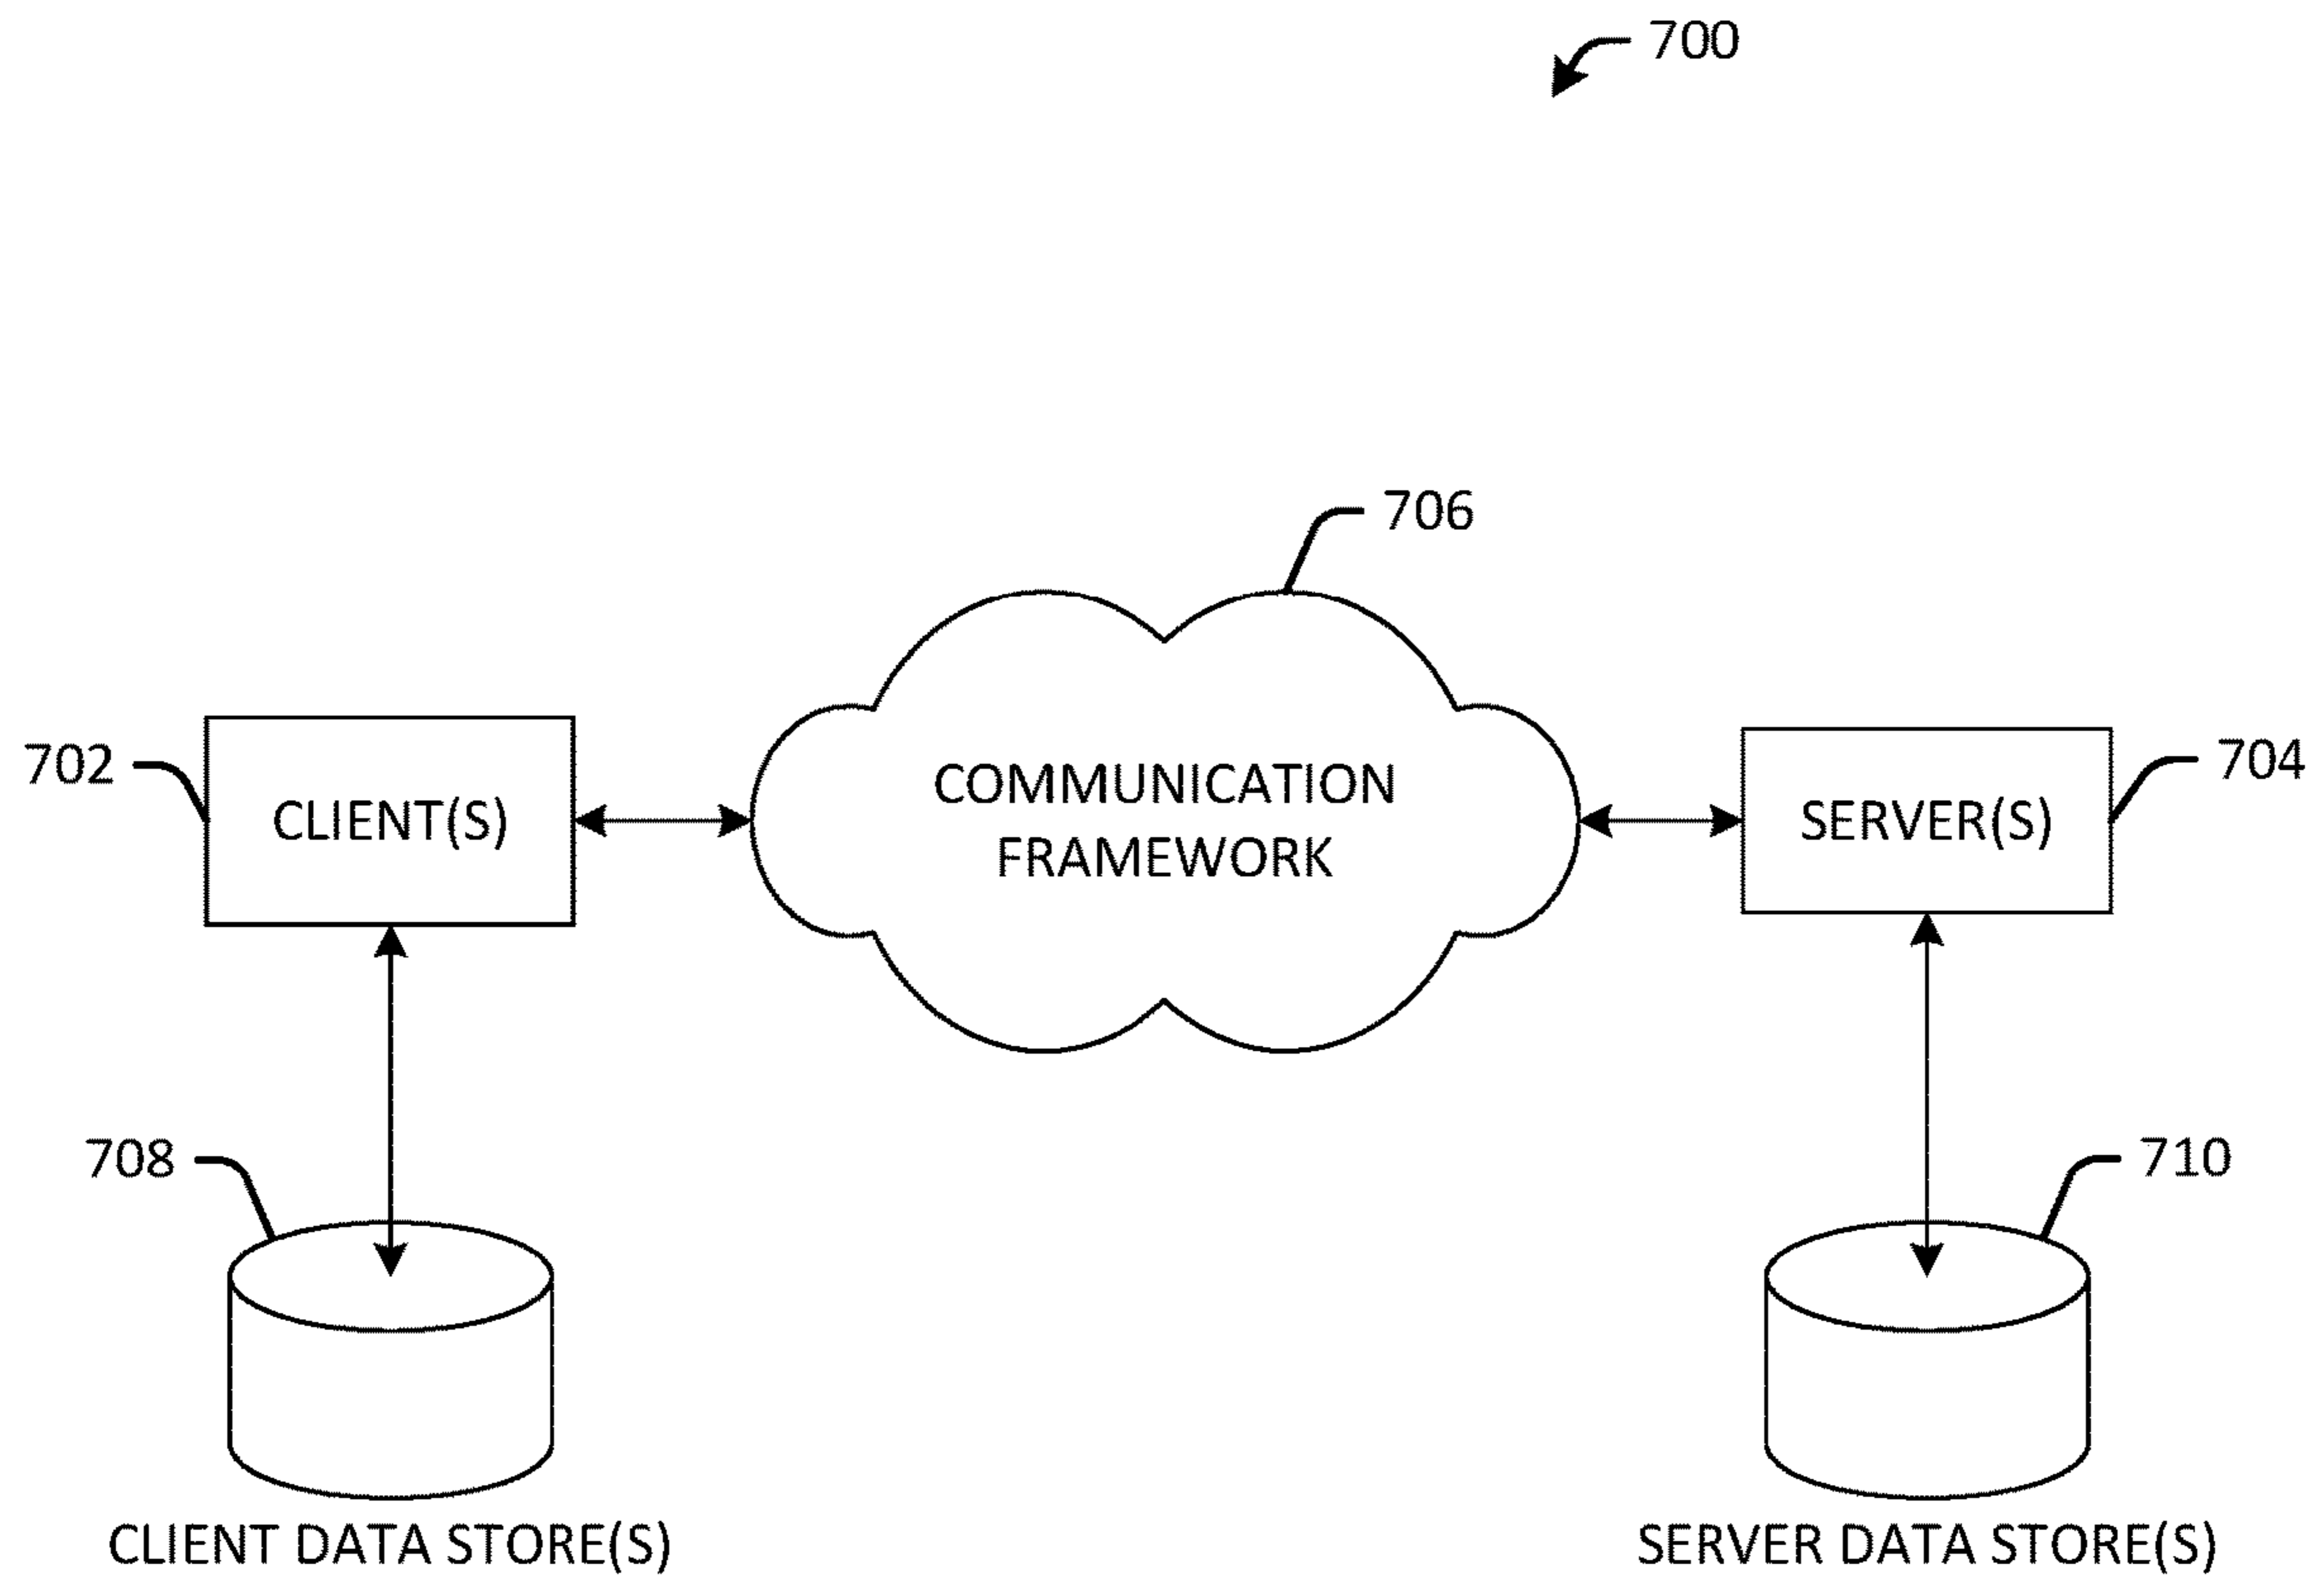 700
706
702
CLIENT(S)
COMMUNICATION
FRAMEWORK
SERVER(S)
704
708
710
CLIENT DATA STORE(S)
SERVER DATA STORE(S)